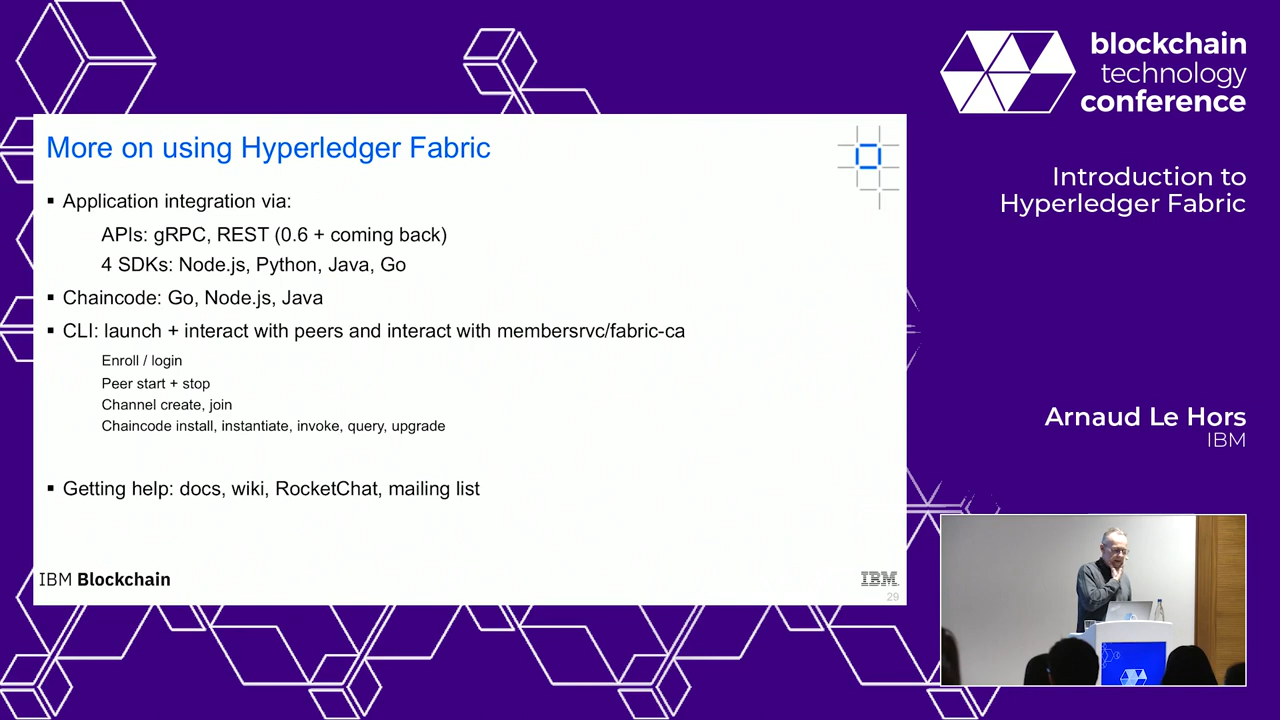 blockchain
technology
conference
Introduction to
Hyperledger Fabric
More on using Hyperledger Fabric
▪ Application integration via:
APIs: gRPC, REST (0.6 + coming back)
4 SDKs: Node.js, Python, Java, Go
▪ Chaincode: Go, Node.js, Java
▪ CLI: launch + interact with peers and interact with membersrvc/fabric-ca
Enroll / login
Peer start + stop
Channel create, join
Chaincode install, instantiate, invoke, query, upgrade
▪ Getting help: docs, wiki, RocketChat, mailing list
IBM Blockchain
IBM
29
Arnaud Le Hors
IBM